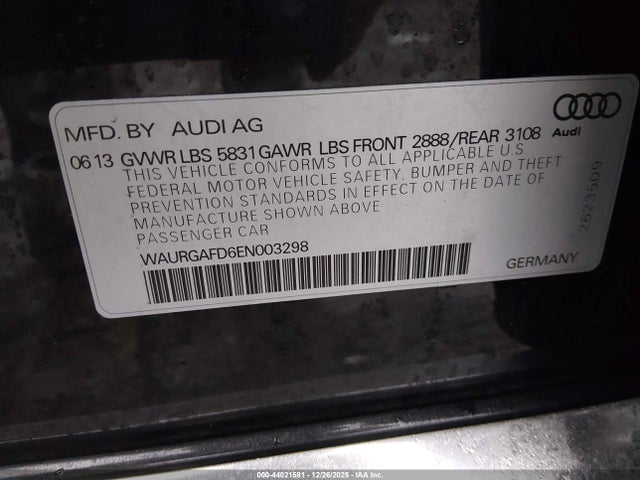 MFD. BY AUDI AG
Audi
06 13 GVWR LBS 5831 GAWR LBS FRONT 2888/REAR 3108
THIS VEHICLE CONFORMS TO ALL APPLICABLE U.S.
FEDERAL MOTOR VEHICLE SAFETY, BUMPER AND THEFT
PREVENTION STANDARDS IN EFFECT ON THE DATE OF
MANUFACTURE SHOWN ABOVE
PASSENGER CAR
WAURGAFD6EN003298
GERMANY
2623509
000-44021581 - 12/26/2025 - IAA Inc.